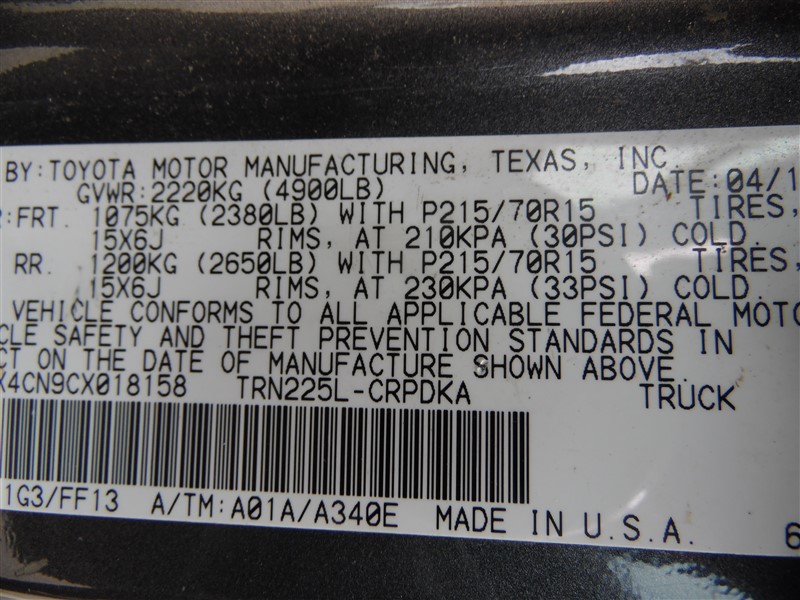 BY: TOYOTA MOTOR MANUFACTURING, TEXAS, INC.
GVWR: 2220KG (4900LB) DATE: 04/1
:FRT. 1075KG (2380LB) WITH P215/70R15 TIRES,
15X6J RIMS, AT 210KPA (30PSI) COLD.
RR. 1200KG (2650LB) WITH P215/70R15 TIRES,
15X6J RIMS, AT 230KPA (33PSI) COLD.
VEHICLE CONFORMS TO ALL APPLICABLE FEDERAL MOTO
CLE SAFETY AND THEFT PREVENTION STANDARDS IN
CT ON THE DATE OF MANUFACTURE SHOWN ABOVE.
X4CN9CX018158 TRN225L-CRPDKA TRUCK
1G3/FF13 A/TM: A01A/A340E MADE IN U.S.A. 6